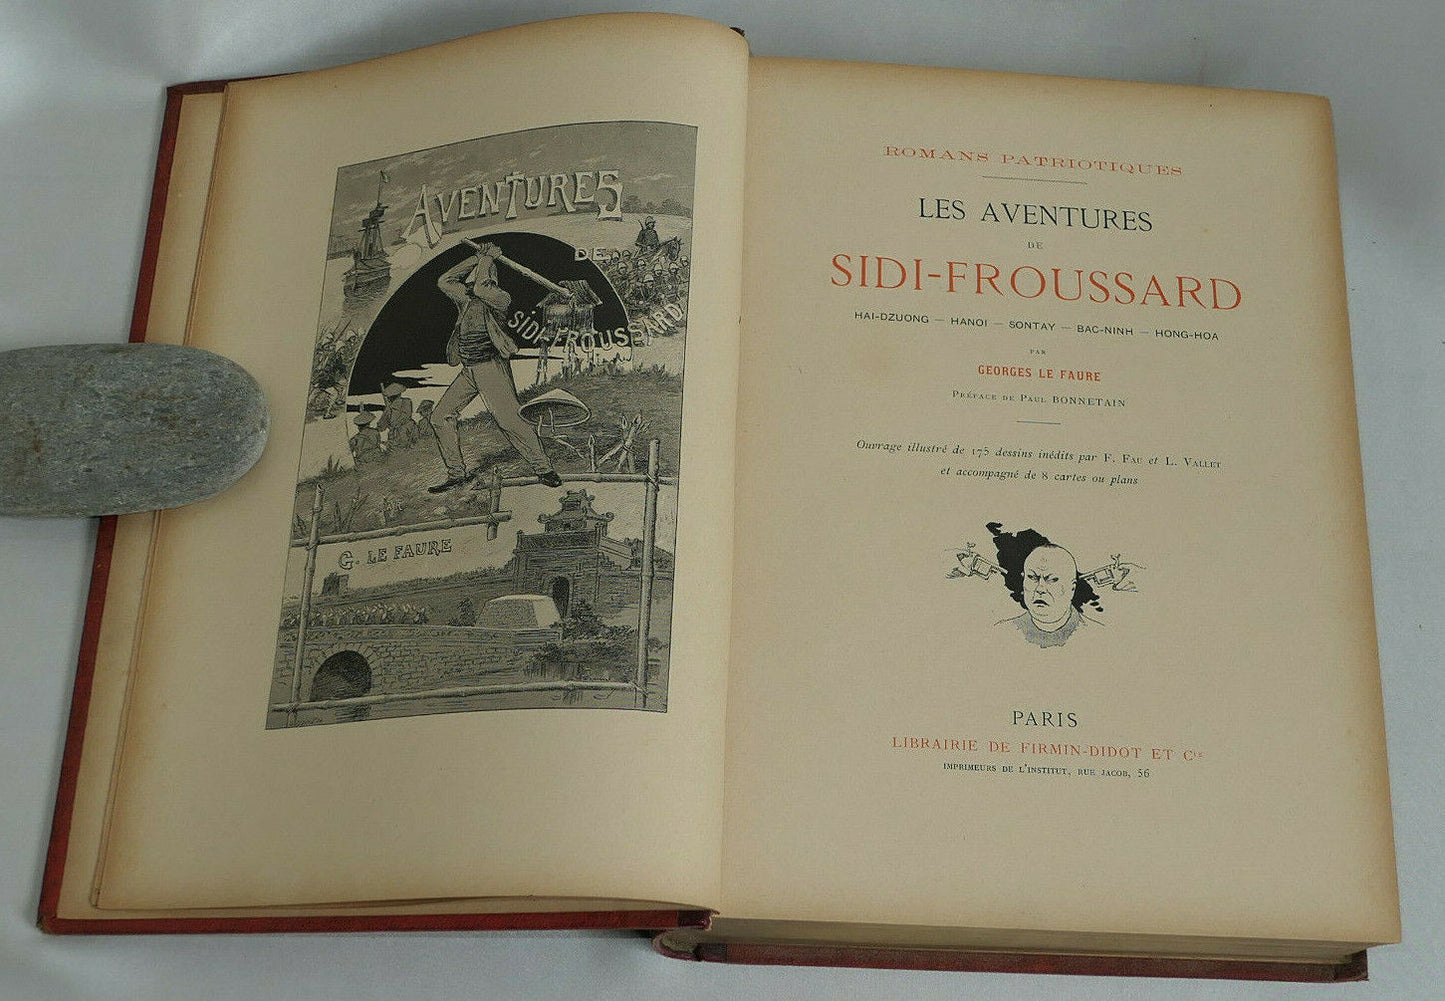 AVENTURES
DE
SIDI-FROUSSARD
G. LE FAURE
ROMANS PATRIOTIQUES
LES AVENTURES
DE
SIDI-FROUSSARD
HAI-DZUONG — HANOI — SONTAY — BAC-NINH — HONG-HOA
PAR
GEORGES LE FAURE
PRÉFACE DE PAUL BONNETAIN
Ouvrage illustré de 175 dessins inédits par F. FAU et L. VALLET
et accompagné de 8 cartes ou plans
PARIS
LIBRAIRIE DE FIRMIN-DIDOT ET CIE
IMPRIMEURS DE L'INSTITUT, RUE JACOB, 56